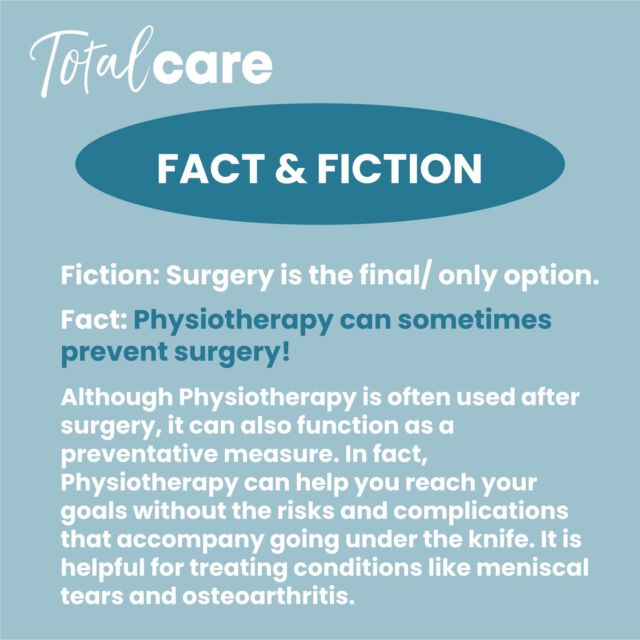 Total care
FACT & FICTION
Fiction: Surgery is the final/ only option.
Fact: Physiotherapy can sometimes
prevent surgery!
Although Physiotherapy is often used after
surgery, it can also function as a
preventative measure. In fact,
Physiotherapy can help you reach your
goals without the risks and complications
that accompany going under the knife. It is
helpful for treating conditions like meniscal
tears and osteoarthritis.